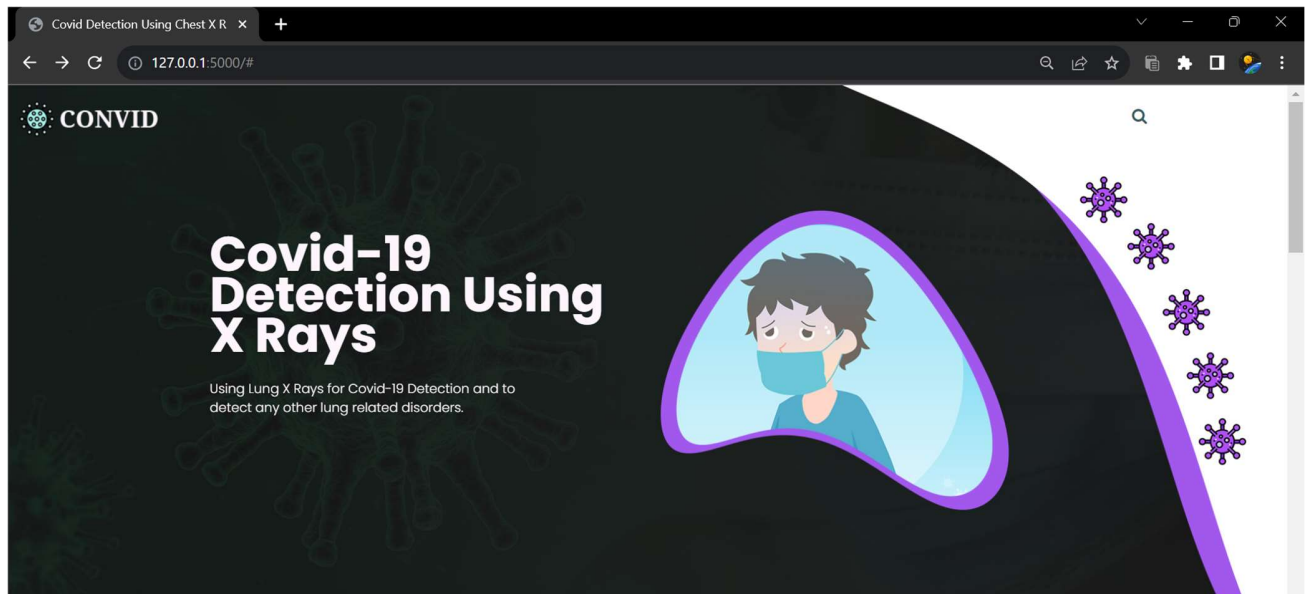 Covid Detection Using Chest X R
127.0.0.1:5000/#
CONVID
Covid-19
Detection Using
X Rays
Using Lung X Rays for Covid-19 Detection and to
detect any other lung related disorders.